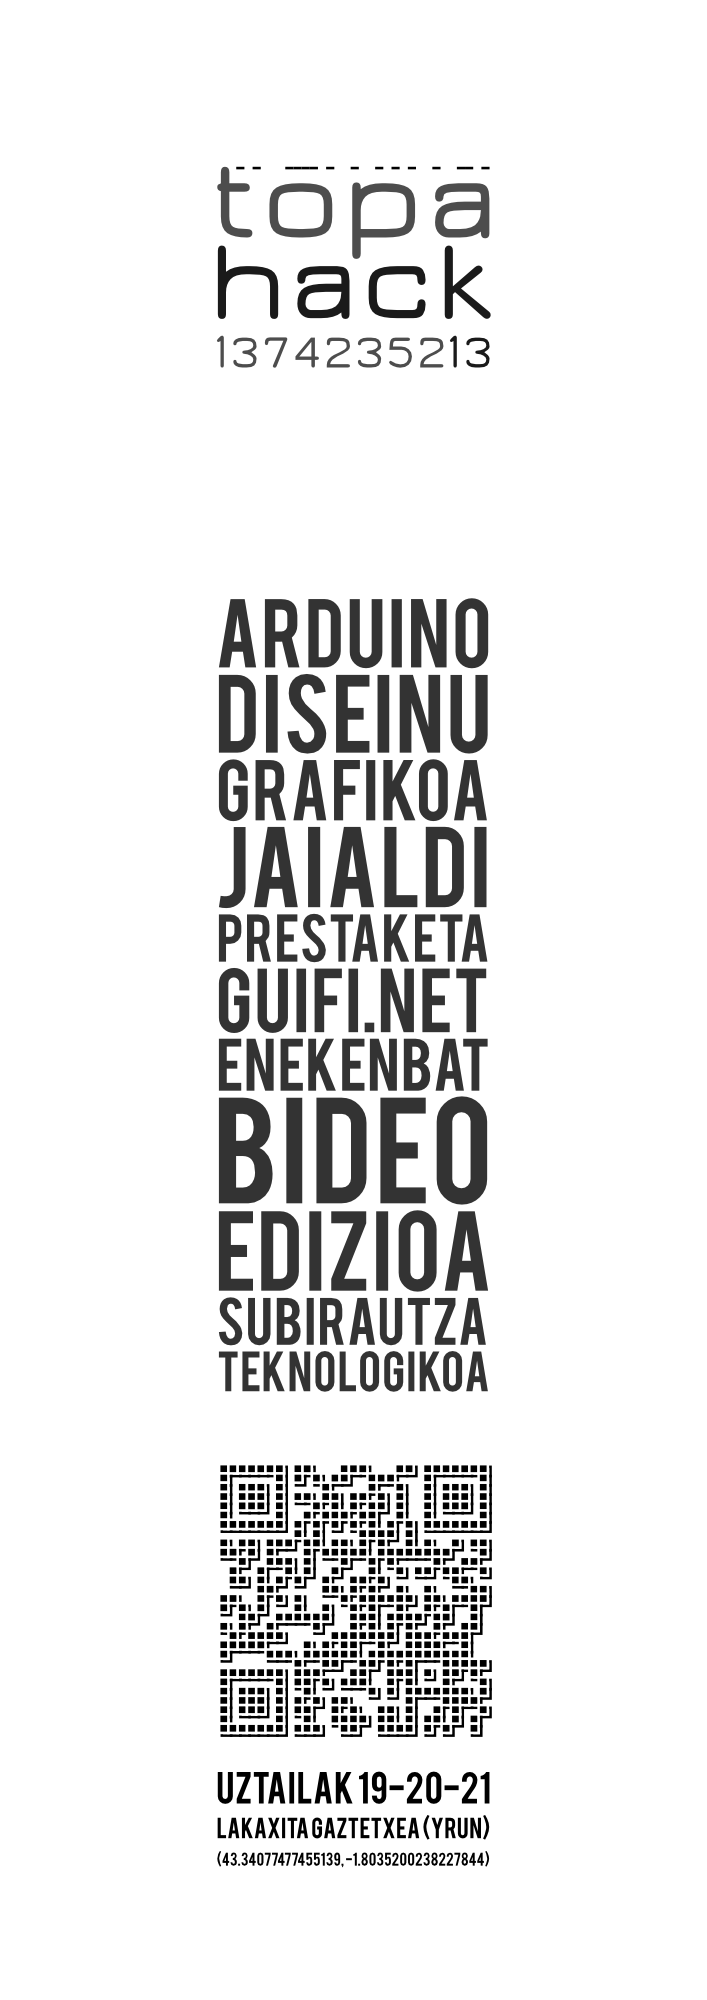 topa
hack
1374235213
ARDUINO
DISEINU
GRAFIKOA
JAIALDI
PRESTAKETA
GUIFI.NET
ENEKENBAT
BIDEO
EDIZIOA
SUBIRAUTZA
TEKNOLOGIKOA
UZTAILAK 19-20-21
LAKAXITA GAZTETXEA (YRUN)
(43.34077477455139, -1.8035200238227844)